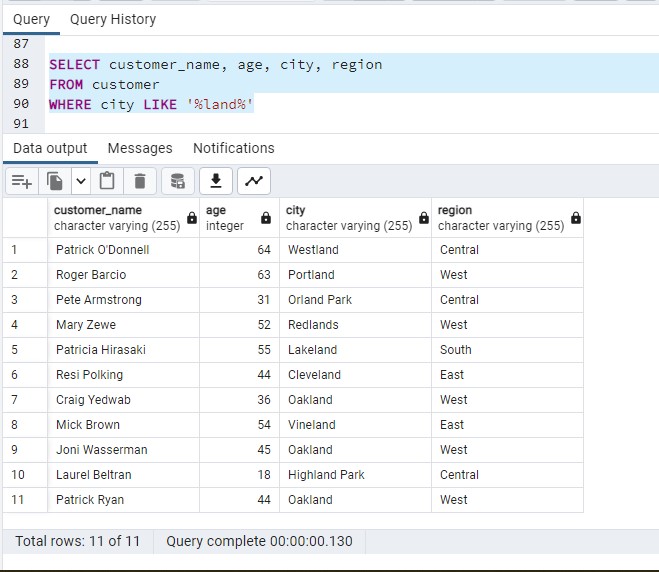 Query Query History
87
88 SELECT customer_name, age, city, region
89 FROM customer
90 WHERE city LIKE '%land%'
91
Data output Messages Notifications
customer_name age city region
character varying (255) integer character varying (255) character varying (255)
1 Patrick O'Donnell 64 Westland Central
2 Roger Barcio 63 Portland West
3 Pete Armstrong 31 Orland Park Central
4 Mary Zewe 52 Redlands West
5 Patricia Hirasaki 55 Lakeland South
6 Resi Polking 44 Cleveland East
7 Craig Yedwab 36 Oakland West
8 Mick Brown 54 Vineland East
9 Joni Wasserman 45 Oakland West
10 Laurel Beltran 18 Highland Park Central
11 Patrick Ryan 44 Oakland West
Total rows: 11 of 11 Query complete 00:00:00.130